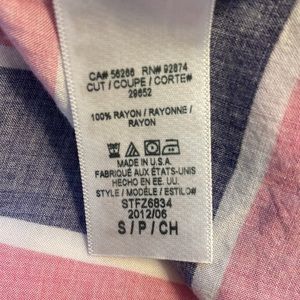 CA# 56266 RN# 92874
CUT / COUPE / CORTE#
29652
100% RAYON / RAYONNE /
RAYON
MADE IN U.S.A.
FABRIQUÉ AUX ÉTATS-UNIS
HECHO EN EE. UU.
STYLE / MODÈLE / ESTILO#
STFZ6834
2012/06
S / P / CH